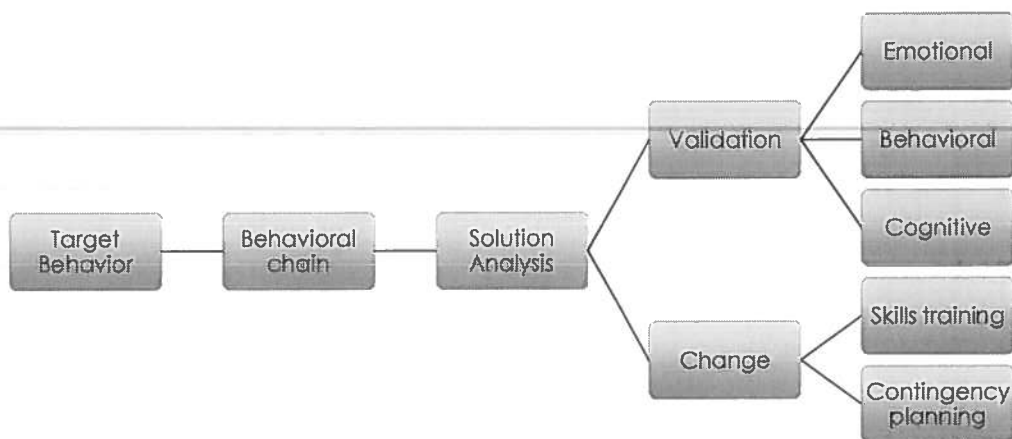 Emotional
Validation
Behavioral
Target
Behavior
Behavioral
chain
Solution
Analysis
Cognitive
Skills training
Change
Contingency
planning